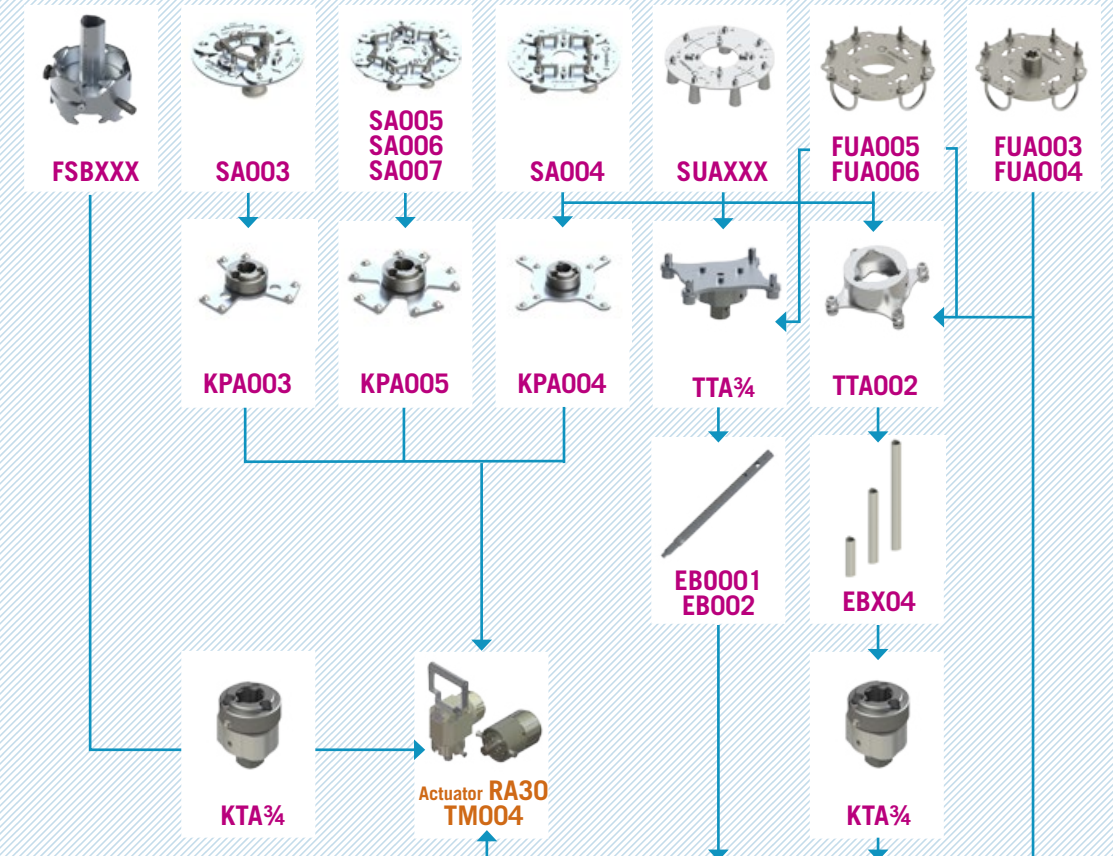 FSBXXX
SA003
SA005
SA006
SA007
SA004
SUAXXX
FUA005
FUA006
FUA003
FUA004
KPA003
KPA005
KPA004
TTA¾
TTA002
EB0001
EB002
EBX04
KTA¾
Actuator RA30
TM004
KTA¾